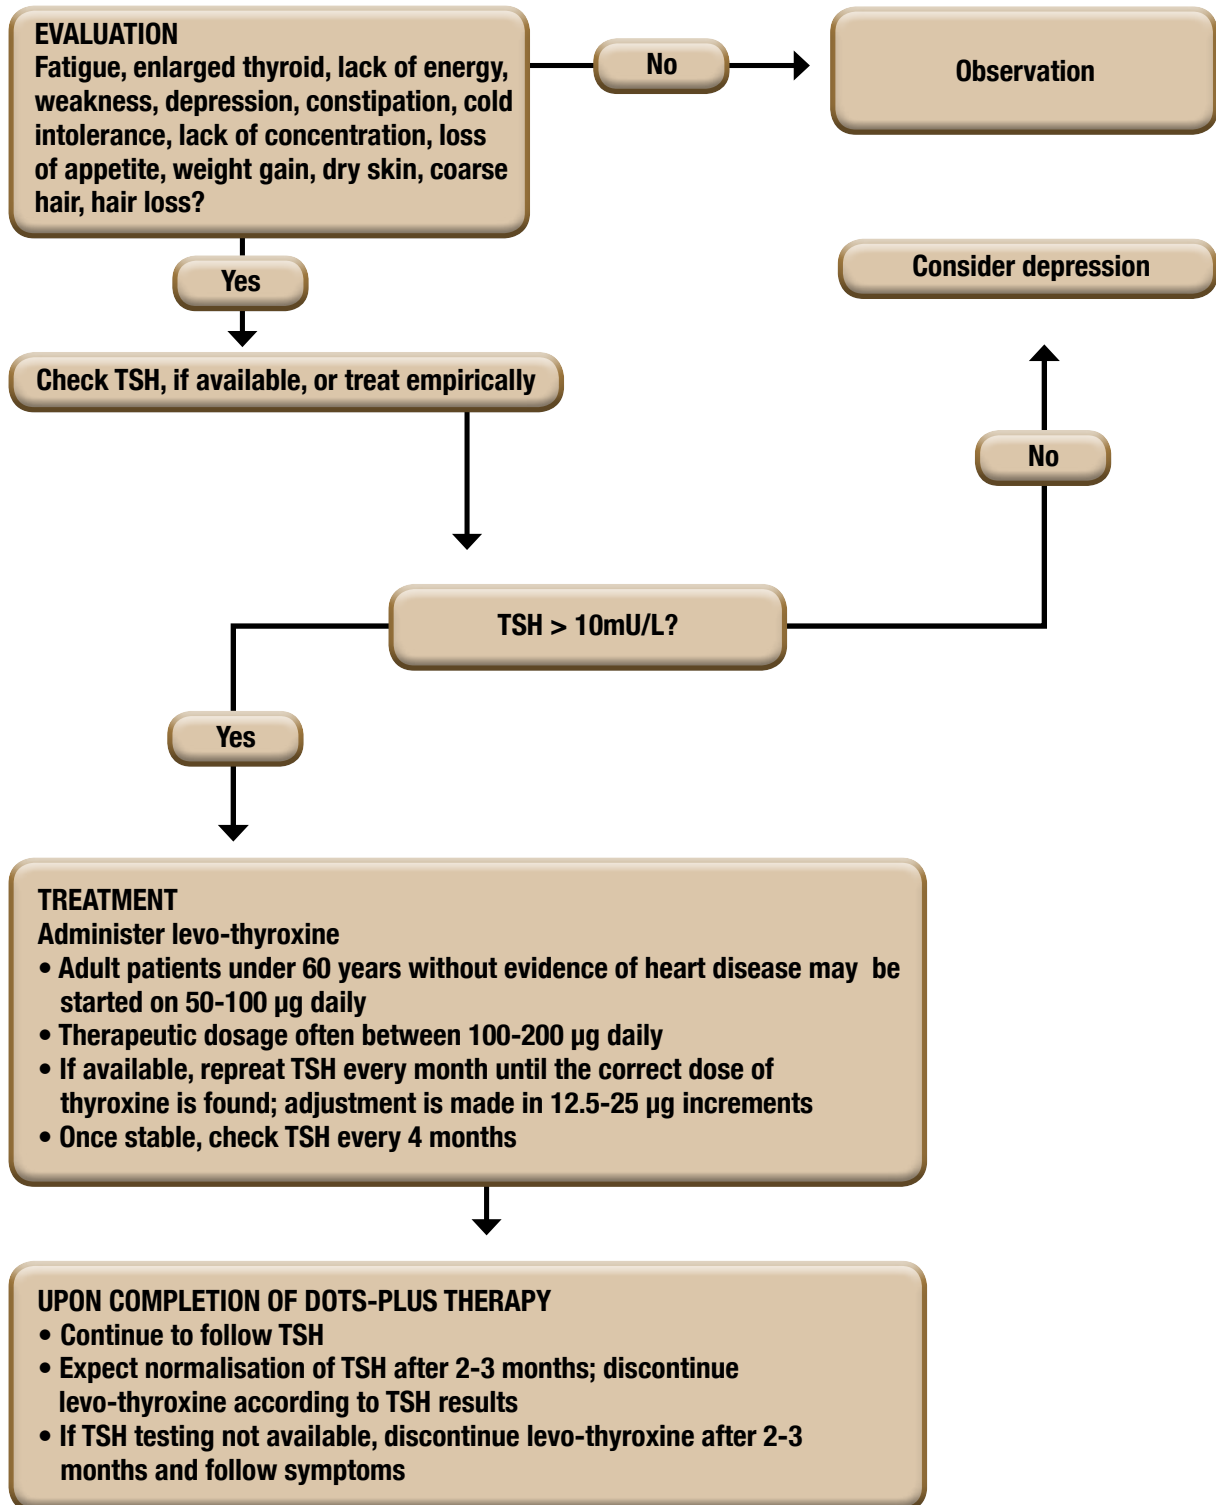 EVALUATION
Fatigue, enlarged thyroid, lack of energy,
weakness, depression, constipation, cold
intolerance, lack of concentration, loss
of appetite, weight gain, dry skin, coarse
hair, hair loss?
No
Observation
Yes
Consider depression
Check TSH, if available, or treat empirically
No
TSH > 10mU/L?
Yes
TREATMENT
Administer levo-thyroxine
• Adult patients under 60 years without evidence of heart disease may be
started on 50-100 µg daily
• Therapeutic dosage often between 100-200 µg daily
• If available, repreat TSH every month until the correct dose of
thyroxine is found; adjustment is made in 12.5-25 µg increments
• Once stable, check TSH every 4 months
UPON COMPLETION OF DOTS-PLUS THERAPY
• Continue to follow TSH
• Expect normalisation of TSH after 2-3 months; discontinue
levo-thyroxine according to TSH results
• If TSH testing not available, discontinue levo-thyroxine after 2-3
months and follow symptoms